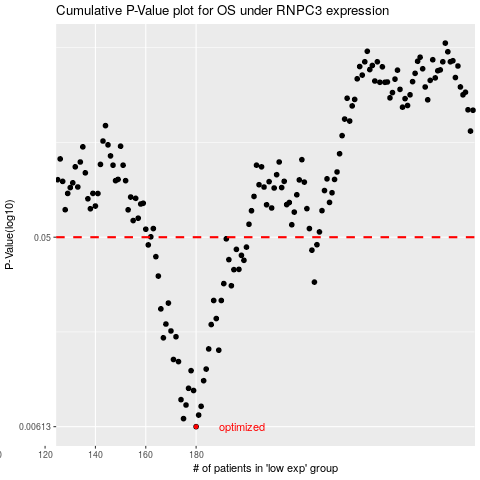 Cumulative P-Value plot for OS under RNPC3 expression
P-Value(log10)
0.05
0.00613
optimized
0 120 140 160 180
# of patients in 'low exp' group